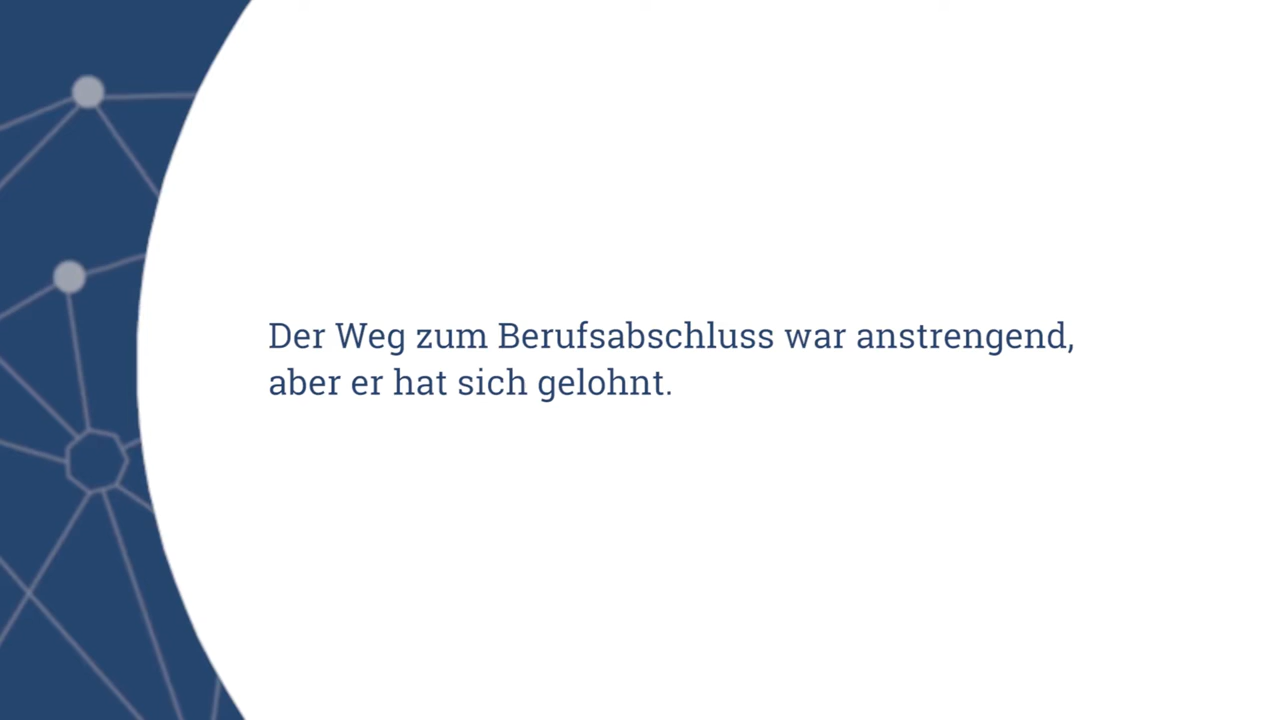 Der Weg zum Berufsabschluss war anstrengend,
aber er hat sich gelohnt.